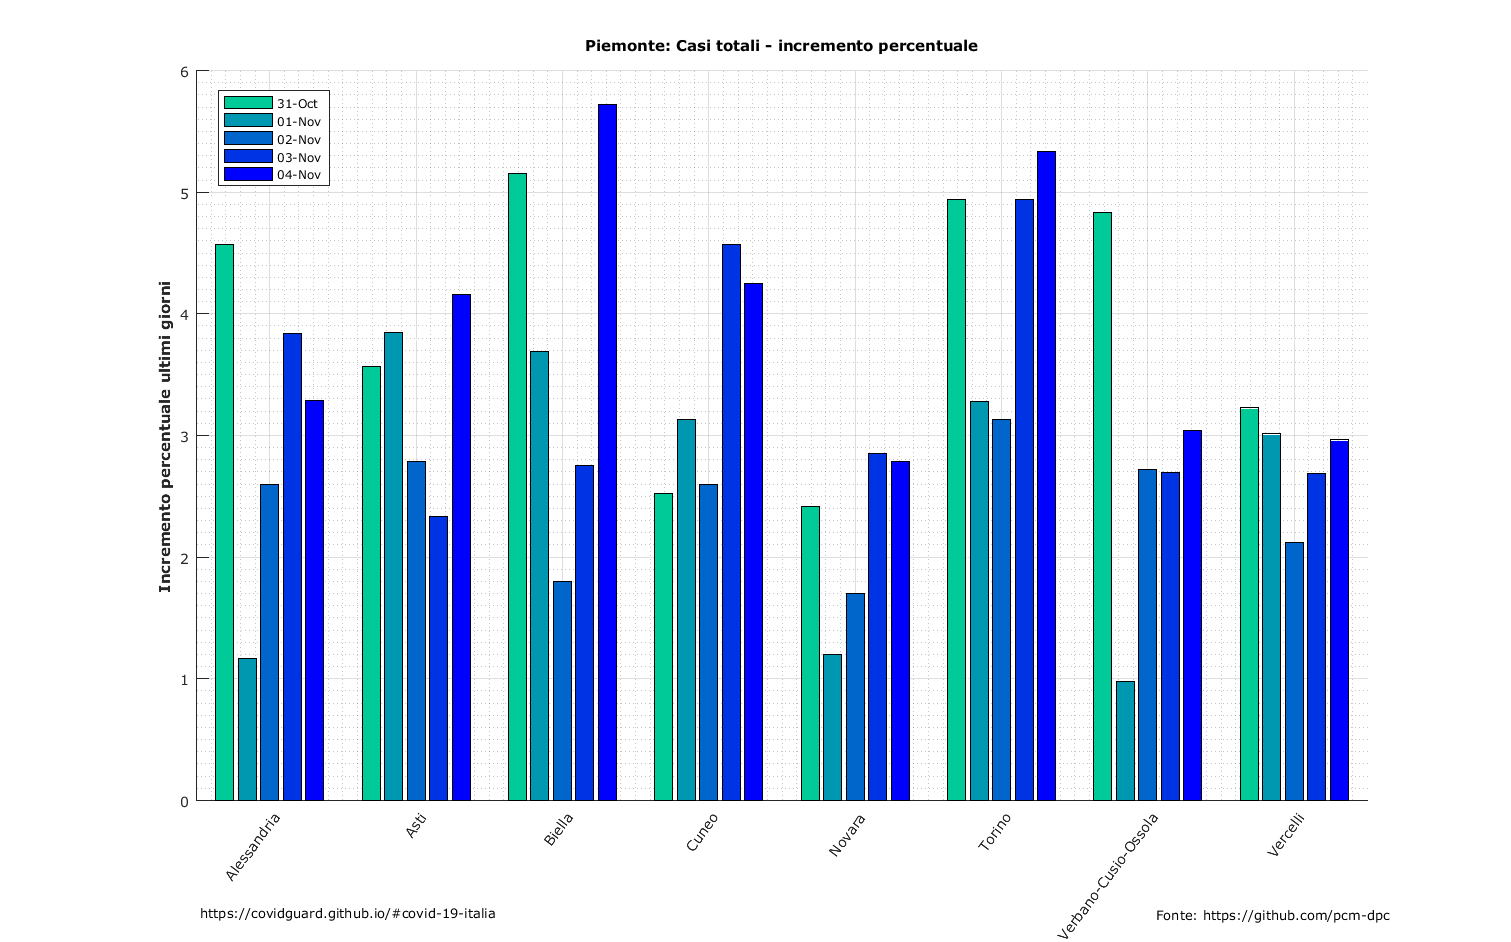 Piemonte: Casi totali - incremento percentuale
6
5
4
3
2
1
0
Incremento percentuale ultimi giorni
31-Oct
01-Nov
02-Nov
03-Nov
04-Nov
Alessandria
Asti
Biella
Cuneo
Novara
Torino
Verbano-Cusio-Ossola
Vercelli
https://covidguard.github.io/#covid-19-italia
Fonte: https://github.com/pcm-dpc